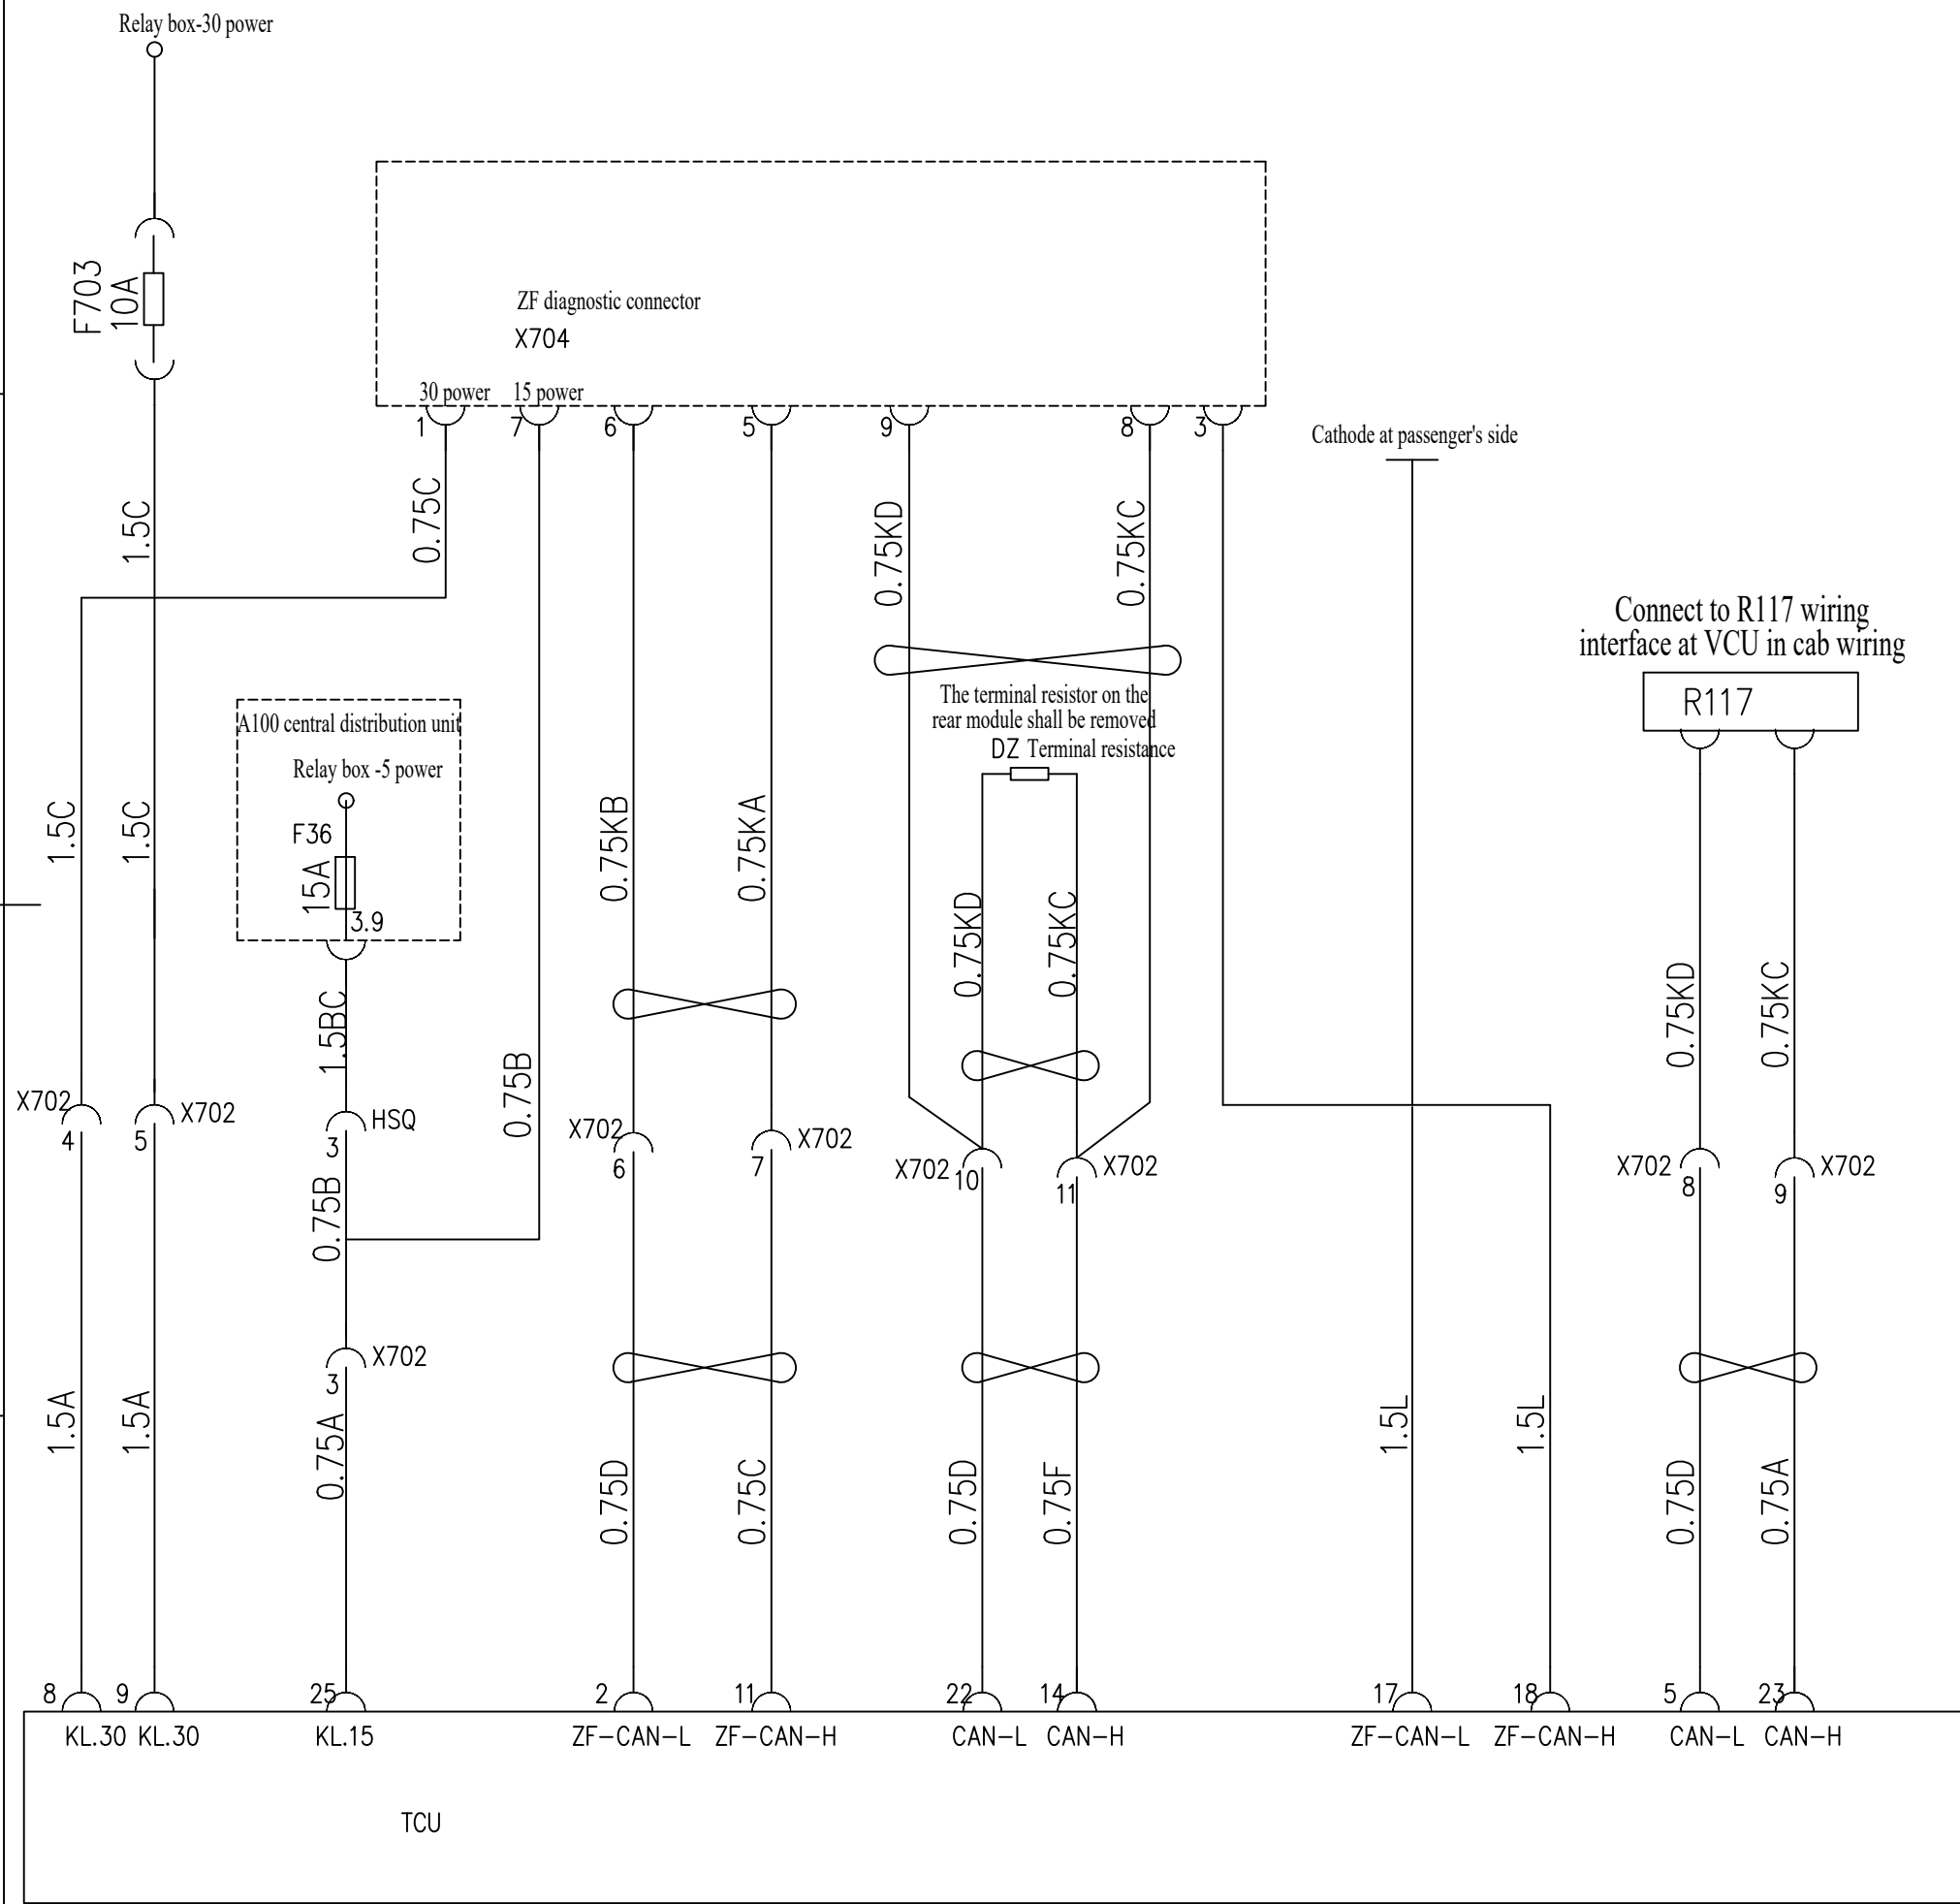 Relay box-30 power
F703
10A
ZF diagnostic connector
X704
30 power
15 power
1
7
6
5
9
8
3
Cathode at passenger's side
1.5C
0.75C
0.75KD
0.75KC
Connect to R117 wiring
interface at VCU in cab wiring
R117
The terminal resistor on the
rear module shall be removed
DZ Terminal resistance
A100 central distribution unit
Relay box -5 power
F36
15A
3.9
1.5C
1.5C
0.75KB
0.75KA
0.75KD
0.75KC
0.75KD
0.75KC
1.5BC
0.75B
X702
4
5
X702
HSQ
3
X702
6
7
X702
X702
10
11
X702
X702
8
9
X702
0.75B
X702
3
1.5A
1.5A
0.75A
0.75D
0.75C
0.75D
0.75F
1.5L
1.5L
0.75D
0.75A
8
9
25
2
11
22
14
17
18
5
23
KL.30
KL.30
KL.15
ZF-CAN-L
ZF-CAN-H
CAN-L
CAN-H
ZF-CAN-L
ZF-CAN-H
CAN-L
CAN-H
TCU